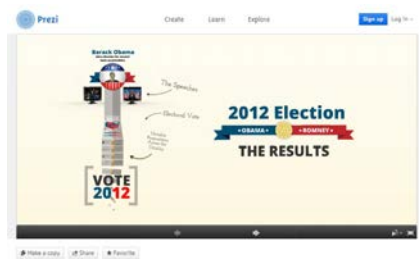 Prezi
Create
Learn
Explore
Sign up
Log in
Barack Obama
The Speeches
Electoral Vote
VOTE
2012
2012 Election
OBAMA
ROMNEY
THE RESULTS
Make a copy
Share
Favorite